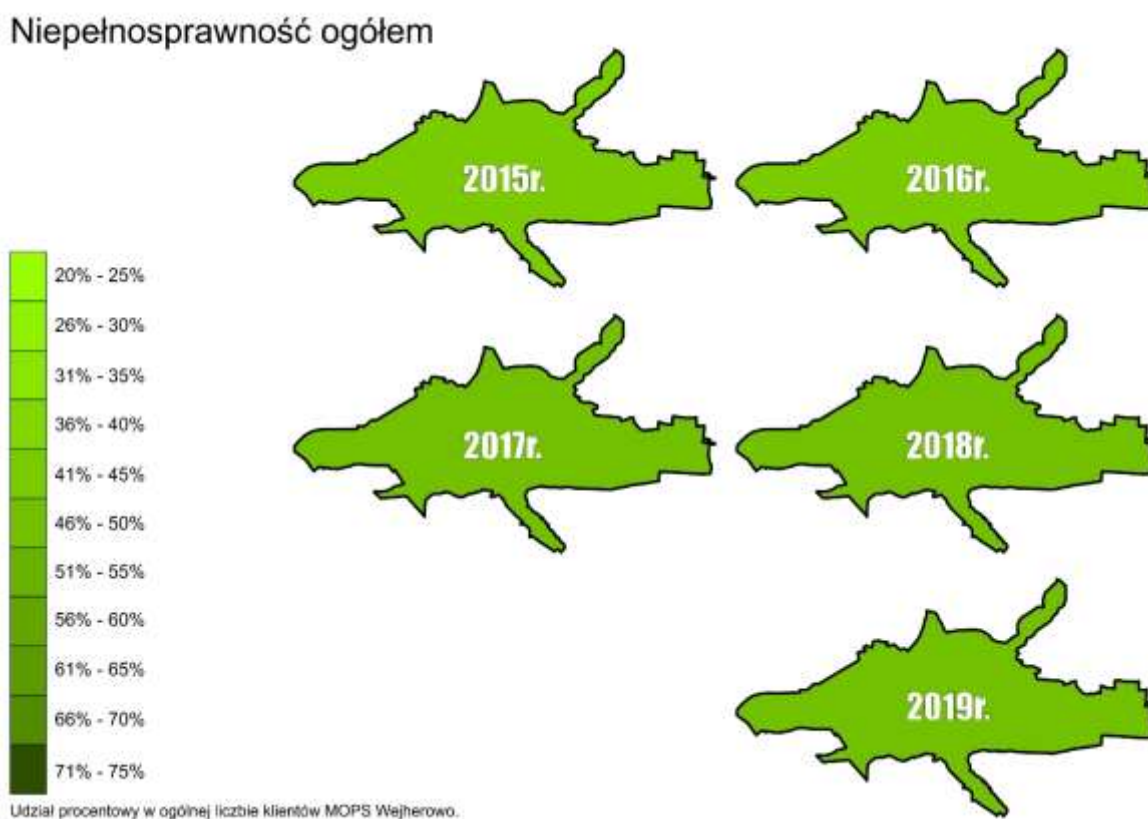 Niepełnosprawność ogółem
2015r.
2016r.
20% - 25%
26% - 30%
31% - 35%
36% - 40%
41% - 45%
46% - 50%
51% - 55%
56% - 60%
61% - 65%
66% - 70%
71% - 75%
2017r.
2018r.
2019r.
Udział procentowy w ogólnej liczbie klientów MOPS Wejherowo.